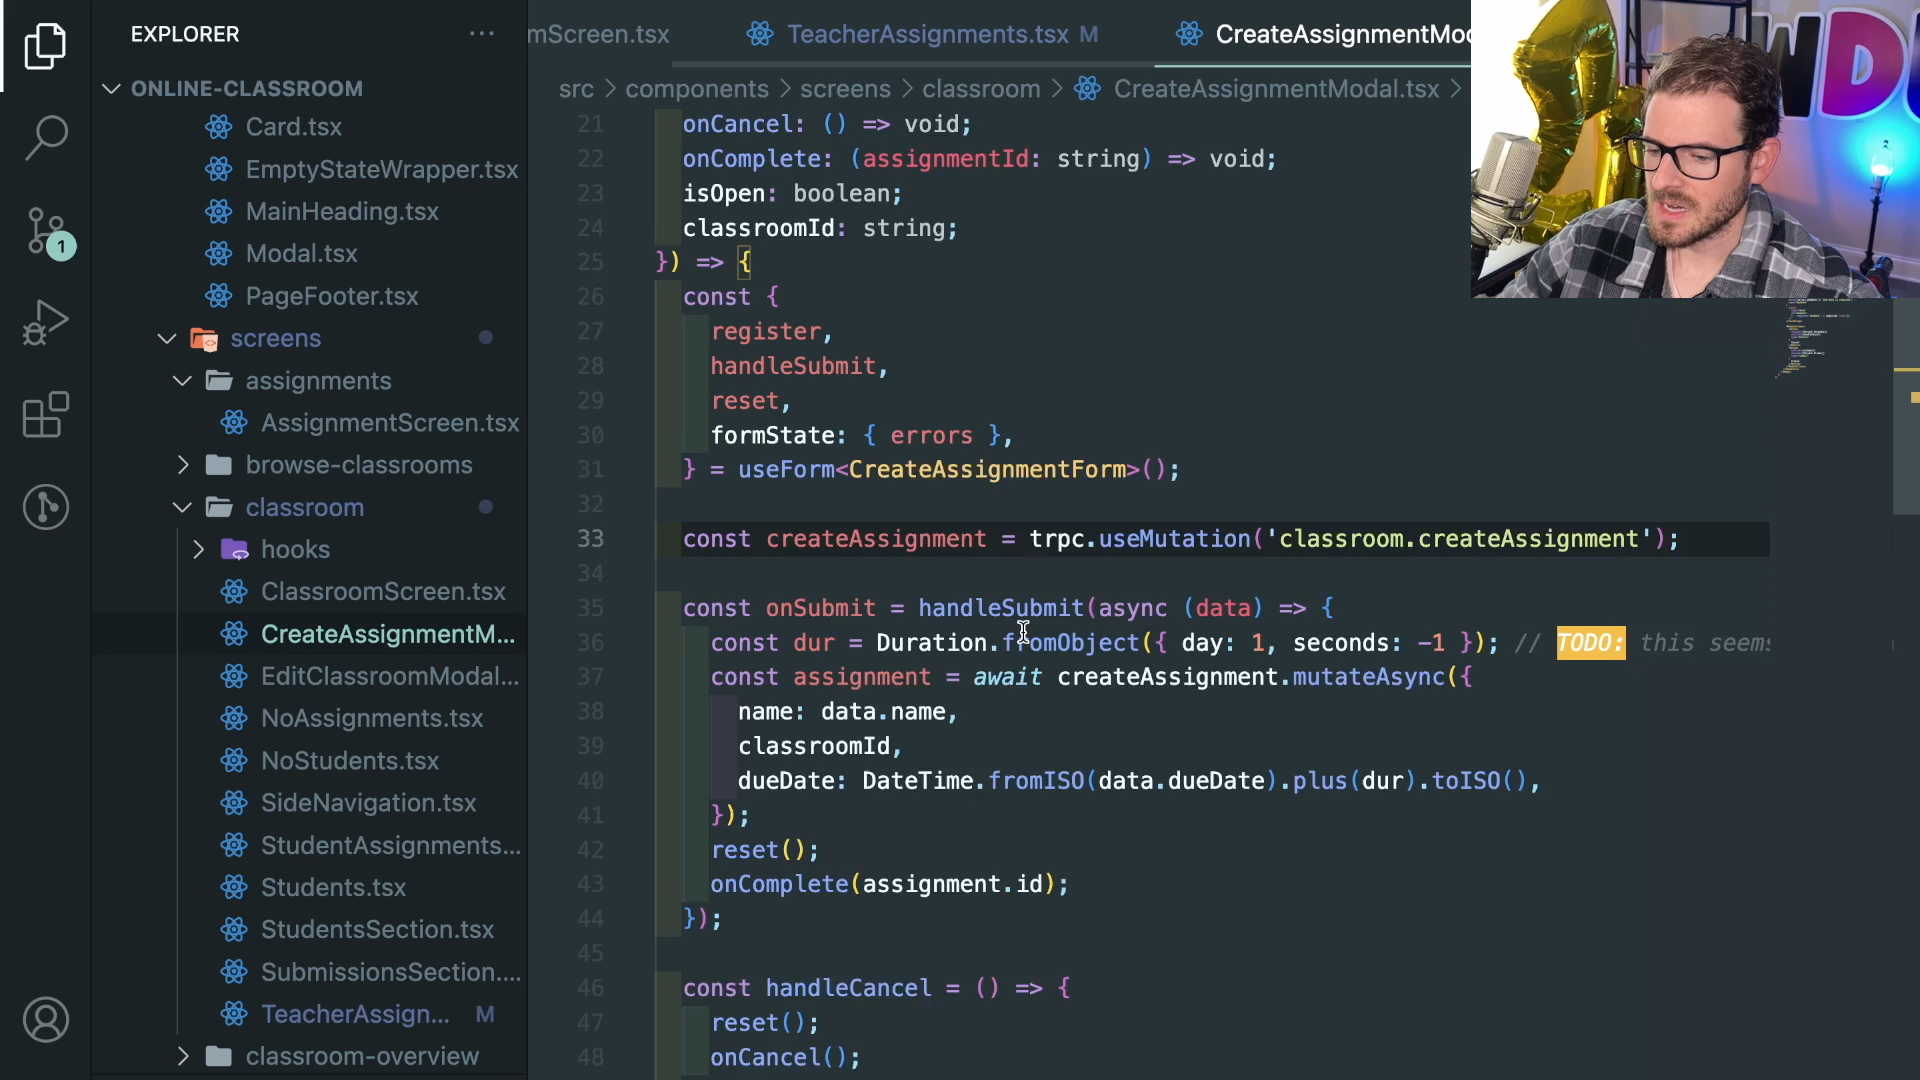 EXPLORER
ONLINE-CLASSROOM
Card.tsx
EmptyStateWrapper.tsx
MainHeading.tsx
Modal.tsx
PageFooter.tsx
screens
assignments
AssignmentScreen.tsx
browse-classrooms
classroom
hooks
ClassroomScreen.tsx
CreateAssignmentM...
EditClassroomModal...
NoAssignments.tsx
NoStudents.tsx
SideNavigation.tsx
StudentAssignments...
Students.tsx
StudentsSection.tsx
SubmissionsSection....
TeacherAssign... M
classroom-overview
1
mScreen.tsx TeacherAssignments.tsx M CreateAssignmentMod
src > components > screens > classroom > CreateAssignmentModal.tsx >
21 onCancel: () => void;
22 onComplete: (assignmentId: string) => void;
23 isOpen: boolean;
24 classroomId: string;
25 }) => {
26 const {
27 register,
28 handleSubmit,
29 reset,
30 formState: { errors },
31 } = useForm<CreateAssignmentForm>();
32
33 const createAssignment = trpc.useMutation('classroom.createAssignment');
34
35 const onSubmit = handleSubmit(async (data) => {
36 const dur = Duration.fromObject({ day: 1, seconds: -1 }); // TODO: this seems
37 const assignment = await createAssignment.mutateAsync({
38 name: data.name,
39 classroomId,
40 dueDate: DateTime.fromISO(data.dueDate).plus(dur).toISO(),
41 });
42 reset();
43 onComplete(assignment.id);
44 });
45
46 const handleCancel = () => {
47 reset();
48 onCancel();
WD